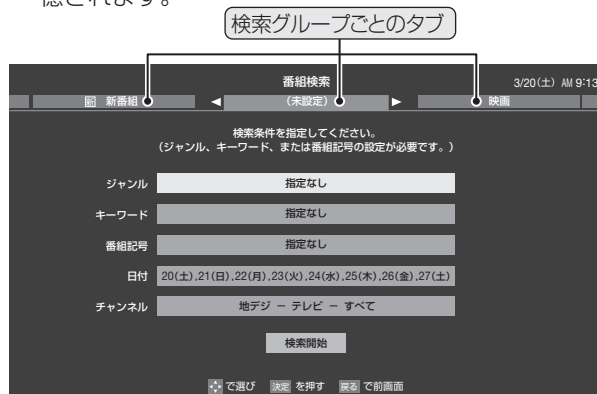 憶されます。
検索グループごとのタブ
番組検索 3/20(土) AM 9:13
新 新番組 ◀ (未設定) ▶ 映画
検索条件を指定してください。
(ジャンル、キーワード、または番組記号の設定が必要です。)
ジャンル 指定なし
キーワード 指定なし
番組記号 指定なし
日付 20(土),21(日),22(月),23(火),24(水),25(木),26(金),27(土)
チャンネル 地デジ − テレビ − すべて
検索開始
で選び 決定 を押す 戻る で前画面